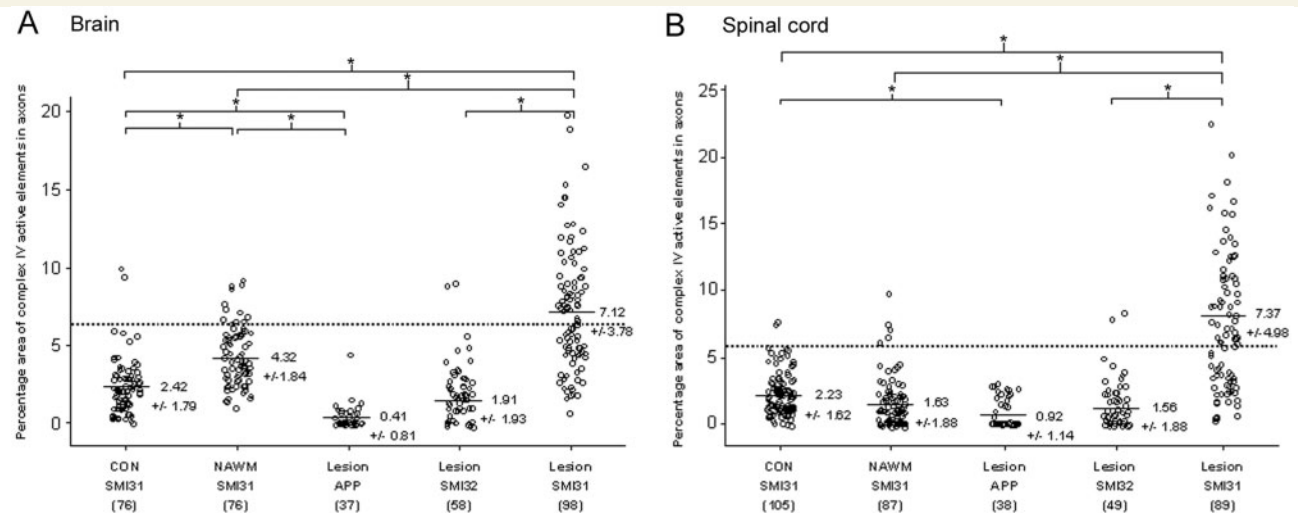 A Brain
Percentage area of complex IV active elements in axons
20
15
10
5
0
*
*
*
*
*
*
2.42
+/- 1.79
4.32
+/-1.84
0.41
+/- 0.81
1.91
+/- 1.93
7.12
+/-3.78
CON
SMI31
(76)
NAWM
SMI31
(76)
Lesion
APP
(37)
Lesion
SMI32
(58)
Lesion
SMI31
(98)
B Spinal cord
Percentage area of complex IV active elements in axons
25
20
15
10
5
0
*
*
*
*
2.23
+/- 1.62
1.63
+/-1.88
0.92
+/- 1.14
1.56
+/- 1.88
7.37
+/-4.98
CON
SMI31
(105)
NAWM
SMI31
(87)
Lesion
APP
(38)
Lesion
SMI32
(49)
Lesion
SMI31
(89)